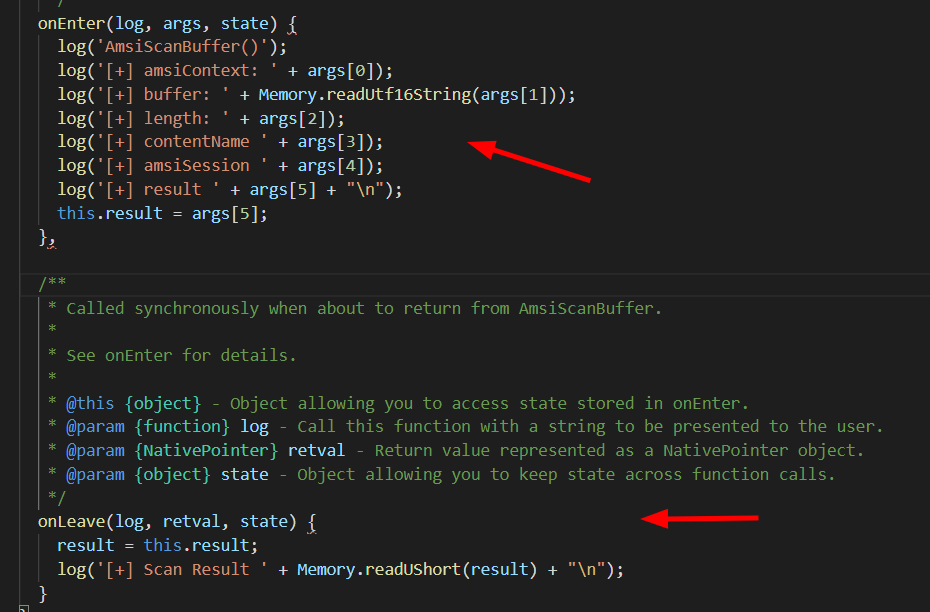 /
onEnter(log, args, state) {
log('AmsiScanBuffer()');
log('[+] amsiContext: ' + args[0]);
log('[+] buffer: ' + Memory.readUtf16String(args[1]));
log('[+] length: ' + args[2]);
log('[+] contentName ' + args[3]);
log('[+] amsiSession ' + args[4]);
log('[+] result ' + args[5] + "\n");
this.result = args[5];
},
/**
* Called synchronously when about to return from AmsiScanBuffer.
*
* See onEnter for details.
*
* @this {object} - Object allowing you to access state stored in onEnter.
* @param {function} log - Call this function with a string to be presented to the user.
* @param {NativePointer} retval - Return value represented as a NativePointer object.
* @param {object} state - Object allowing you to keep state across function calls.
*/
onLeave(log, retval, state) {
result = this.result;
log('[+] Scan Result ' + Memory.readUShort(result) + "\n");
}